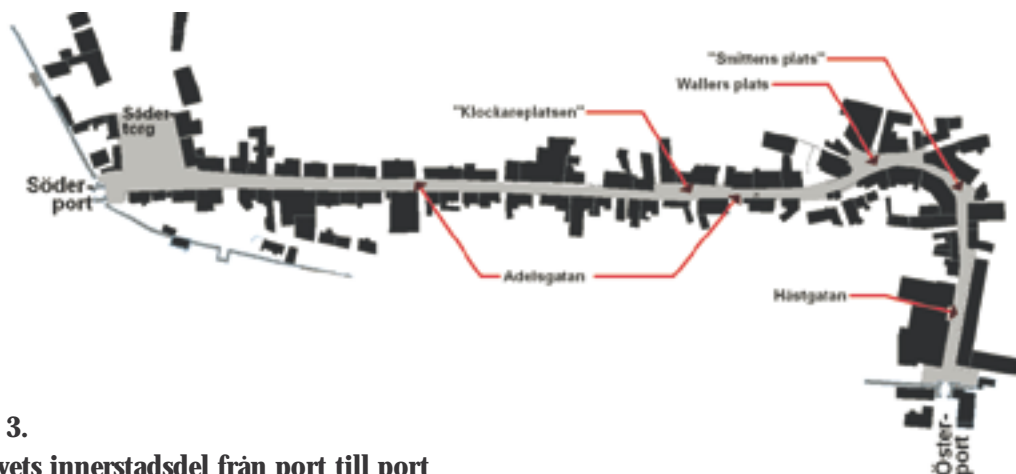 "Smittens plats"
Wallers plats
"Klockareplatsen"
Söder-
torg
Söder-
port
Adelsgatan
Hästgatan
Öster-
port
3.
vets innerstadsdel från port till port